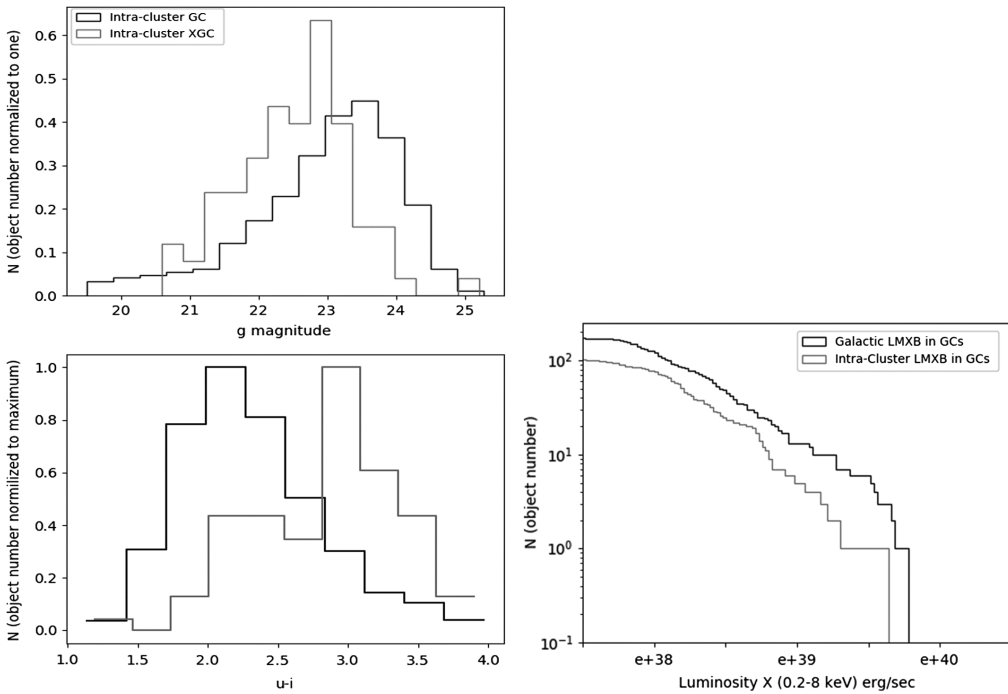 Intra-cluster GC
Intra-cluster XGC
N (object number normalized to one)
0.6
0.5
0.4
0.3
0.2
0.1
0.0
20 21 22 23 24 25
g magnitude
N (object number normilized to maximum)
1.0
0.8
0.6
0.4
0.2
0.0
1.0 1.5 2.0 2.5 3.0 3.5 4.0
u-i
Galactic LMXB in GCs
Intra-Cluster LMXB in GCs
N (object number)
10²
10¹
10⁰
10⁻¹
e+38 e+39 e+40
Luminosity X (0.2-8 keV) erg/sec